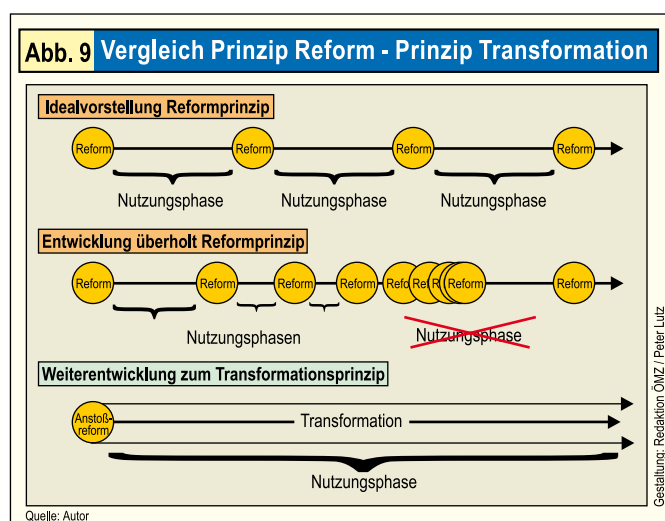 Abb. 9 Vergleich Prinzip Reform - Prinzip Transformation
Idealvorstellung Reformprinzip
Reform Reform Reform Reform
Nutzungsphase Nutzungsphase Nutzungsphase
Entwicklung überholt Reformprinzip
Reform Reform Reform Reform Reform Ref R Reform Reform
Nutzungsphasen Nutzungsphase
Weiterentwicklung zum Transformationsprinzip
Anstoß-
reform
Transformation
Nutzungsphase
Quelle: Autor
Gestaltung: Redaktion ÖMZ / Peter Lutz